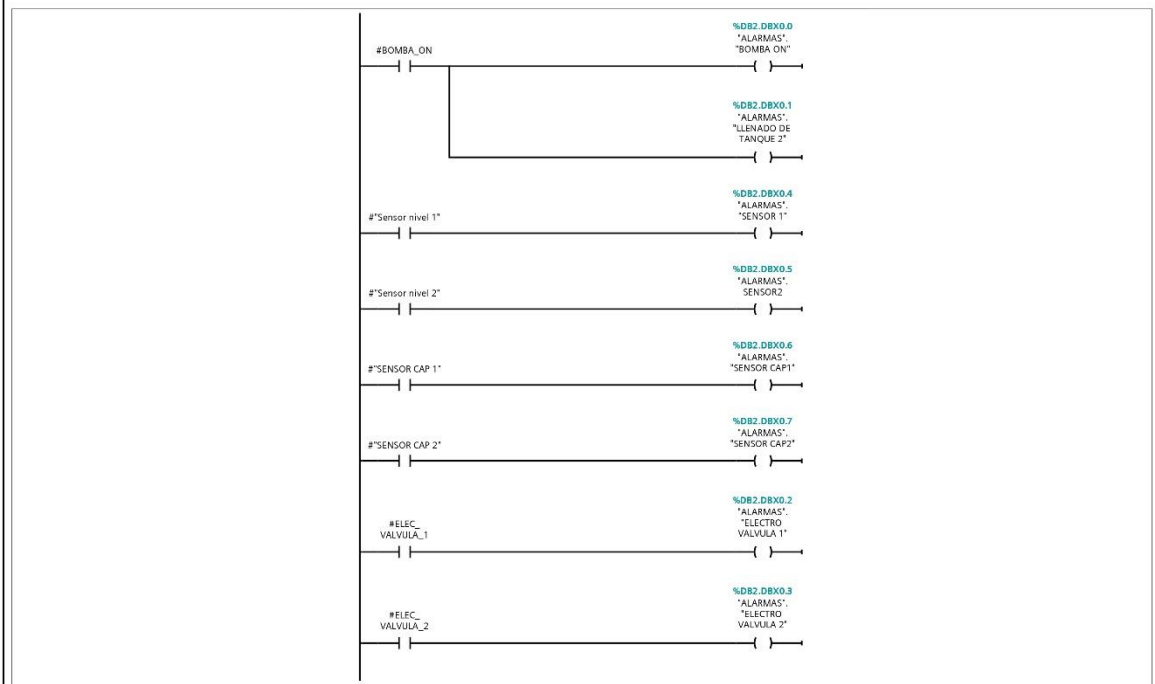 #BOMBA_ON
%DB2.DBX0.0
"ALARMAS".
"BOMBA ON"
%DB2.DBX0.1
"ALARMAS".
"LLENADO DE
TANQUE 2"
#"Sensor nivel 1"
%DB2.DBX0.4
"ALARMAS".
"SENSOR 1"
#"Sensor nivel 2"
%DB2.DBX0.5
"ALARMAS".
SENSOR2
#"SENSOR CAP 1"
%DB2.DBX0.6
"ALARMAS".
"SENSOR CAP1"
#"SENSOR CAP 2"
%DB2.DBX0.7
"ALARMAS".
"SENSOR CAP2"
#ELEC_
VALVULA_1
%DB2.DBX0.2
"ALARMAS".
"ELECTRO
VALVULA 1"
#ELEC_
VALVULA_2
%DB2.DBX0.3
"ALARMAS".
"ELECTRO
VALVULA 2"